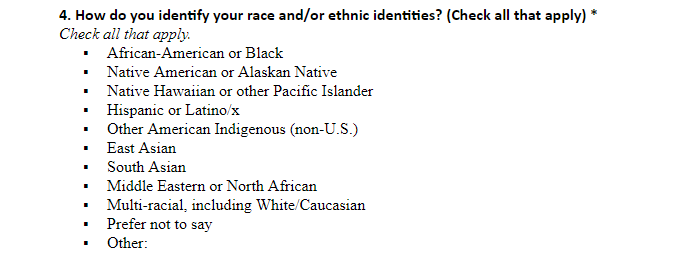 4. How do you identify your race and/or ethnic identities? (Check all that apply) *
Check all that apply.
▪ African-American or Black
▪ Native American or Alaskan Native
▪ Native Hawaiian or other Pacific Islander
▪ Hispanic or Latino/x
▪ Other American Indigenous (non-U.S.)
▪ East Asian
▪ South Asian
▪ Middle Eastern or North African
▪ Multi-racial, including White/Caucasian
▪ Prefer not to say
▪ Other: